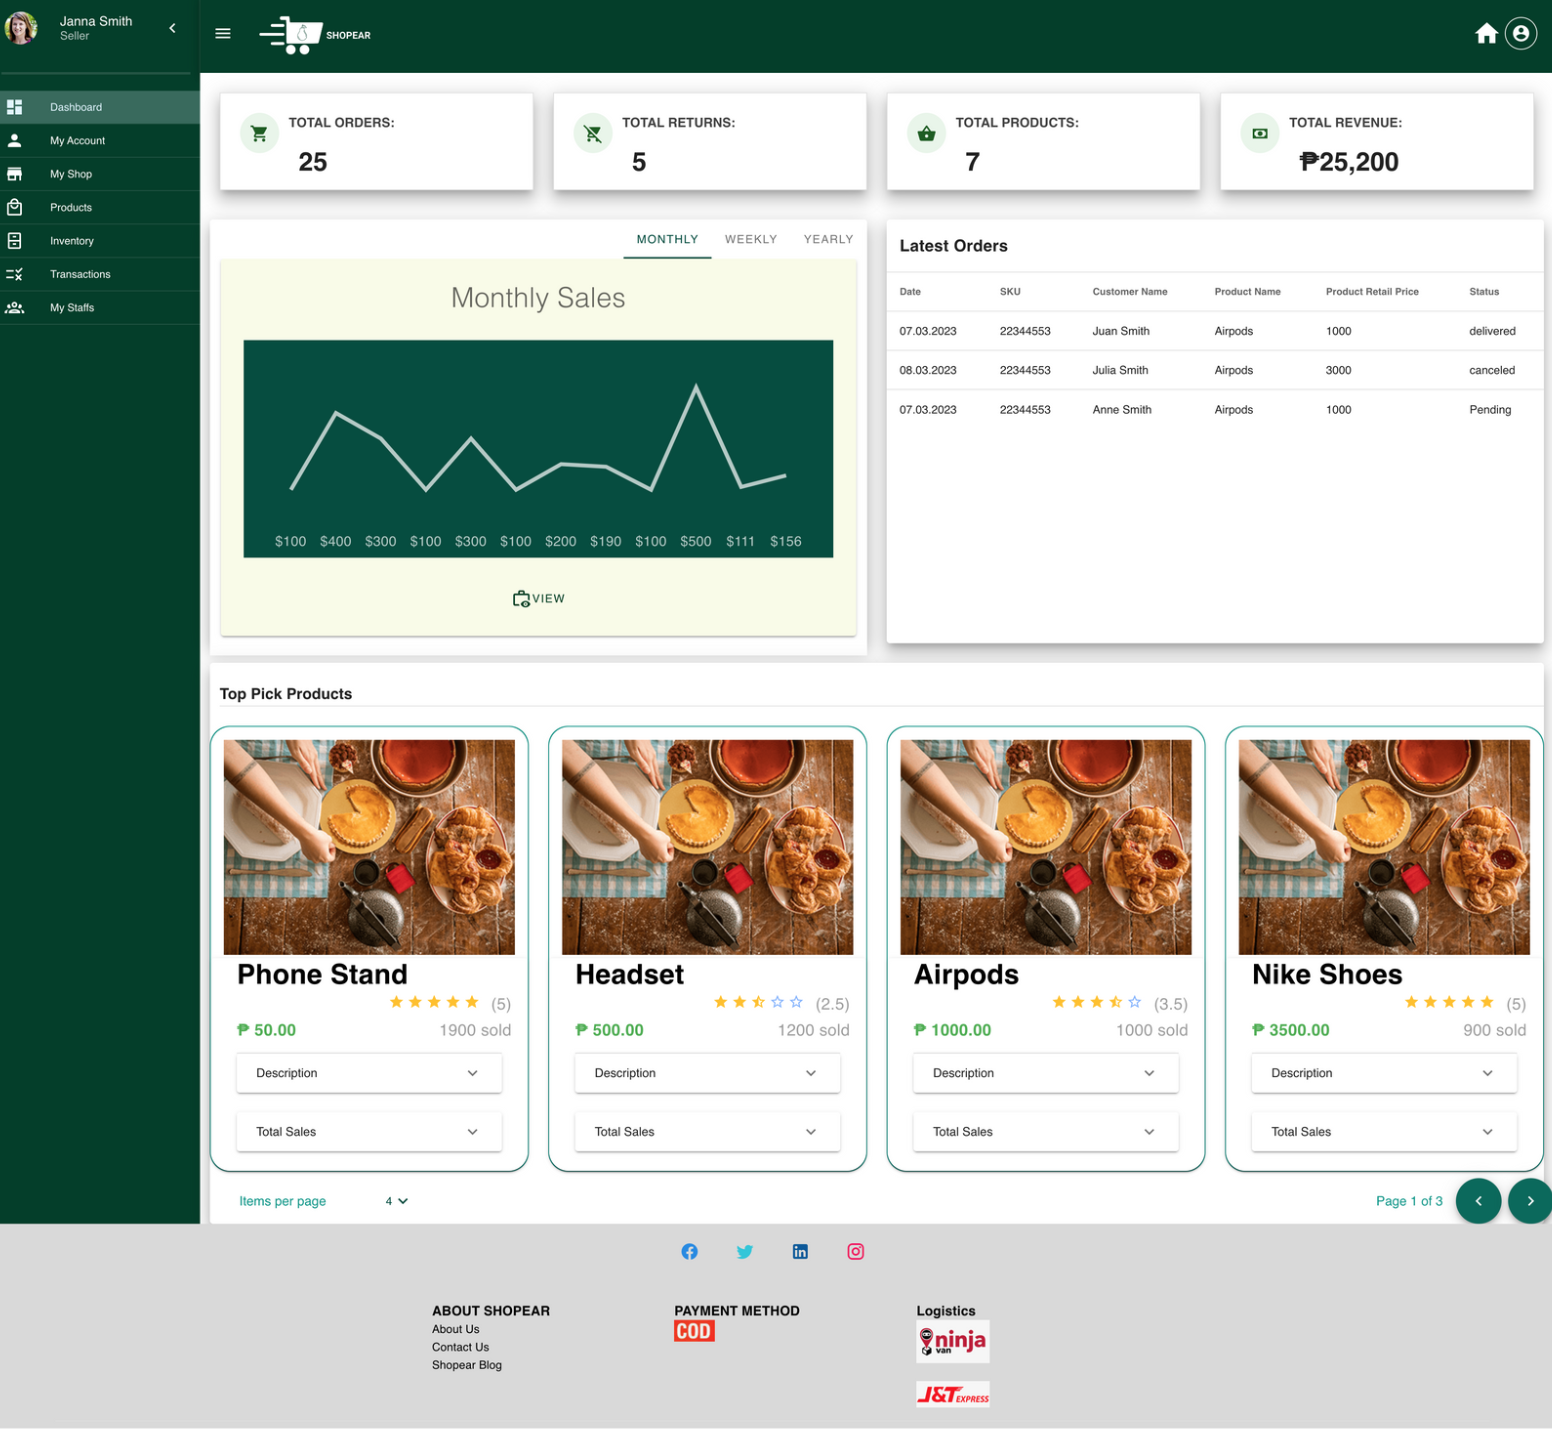 Janna Smith
Seller
SHOPEAR
Dashboard
My Account
My Shop
Products
Inventory
Transactions
My Staffs
TOTAL ORDERS:
25
TOTAL RETURNS:
5
TOTAL PRODUCTS:
7
TOTAL REVENUE:
₱25,200
MONTHLY WEEKLY YEARLY
Monthly Sales
$100 $400 $300 $100 $300 $100 $200 $190 $100 $500 $111 $156
VIEW
Latest Orders
Date SKU Customer Name Product Name Product Retail Price Status
07.03.2023 22344553 Juan Smith Airpods 1000 delivered
08.03.2023 22344553 Julia Smith Airpods 3000 canceled
07.03.2023 22344553 Anne Smith Airpods 1000 Pending
Top Pick Products
Phone Stand
(5)
₱ 50.00 1900 sold
Description
Total Sales
Headset
(2.5)
₱ 500.00 1200 sold
Description
Total Sales
Airpods
(3.5)
₱ 1000.00 1000 sold
Description
Total Sales
Nike Shoes
(5)
₱ 3500.00 900 sold
Description
Total Sales
Items per page 4
Page 1 of 3
ABOUT SHOPEAR
About Us
Contact Us
Shopear Blog
PAYMENT METHOD
COD
Logistics
ninja
van
J&T EXPRESS